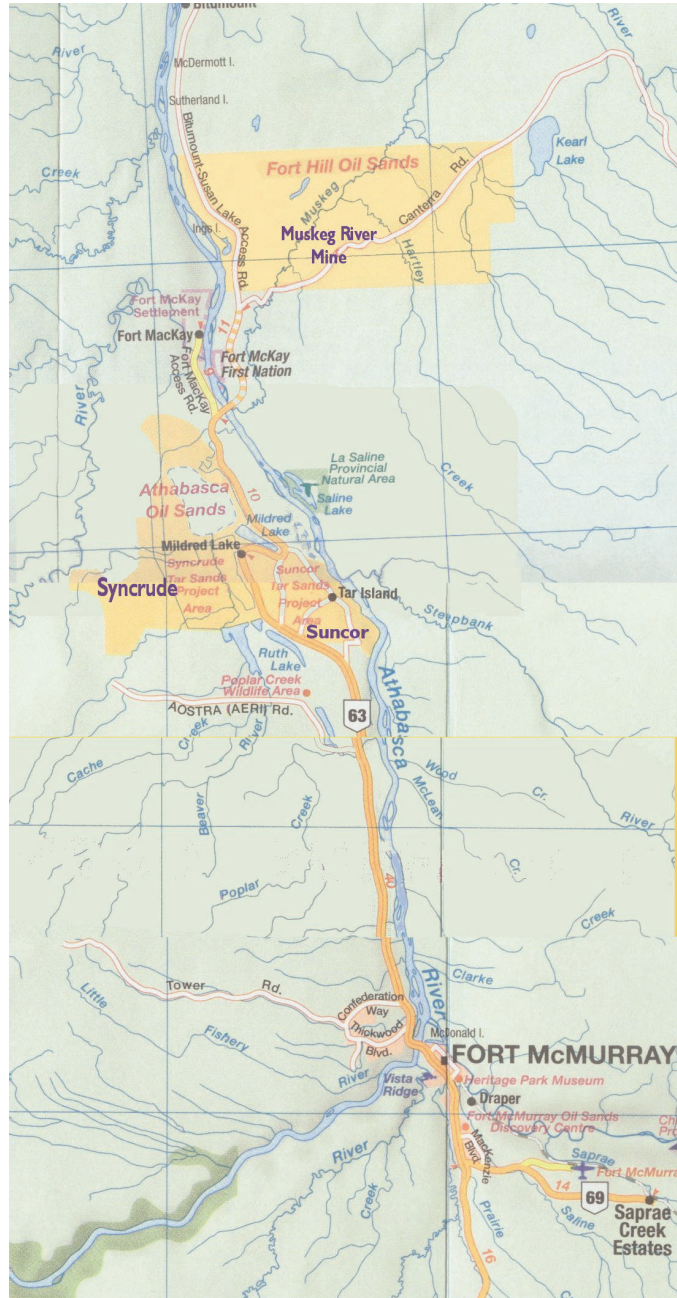 Bitumount
River
River
McDermott I.
Sutherland I.
Bitumount-Susan Lake Access Rd.
Creek
Fort Hill Oil Sands
Kearl
Lake
Muskeg
Canterra
Rd.
Hartley
Muskeg River
Mine
Ings I.
Fort McKay
Settlement
Fort MacKay
11
9
Fort MacKay
Access Rd.
Fort McKay
First Nation
River
La Saline
Provincial
Natural Area
Saline
Lake
Creek
Athabasca
Oil Sands
10
Mildred
Lake
Mildred Lake
Syncrude
Tar Sands
Project
Area
Suncor
Tar Sands
Project
Area
Syncrude
Suncor
Tar Island
Steepbank
Ruth
Lake
Poplar Creek
Wildlife Area
AOSTRA (AERI) Rd.
63
Athabasca
Creek
River
Cache
Beaver
Creek
Poplar
Wood
Cr.
McLean
Cr.
River
40
Creek
Clarke
River
Tower
Rd.
Little
Fishery
River
Confederation
Way
Thickwood
Blvd.
McDonald I.
FORT McMURRAY
Vista
Ridge
Heritage Park Museum
Draper
Fort McMurray Oil Sands
Discovery Centre
MacKenzie
Blvd.
River
Creek
Saprae
Fort McMurra
14
69
Saprae
Creek
Estates
Saline
Prairie
16